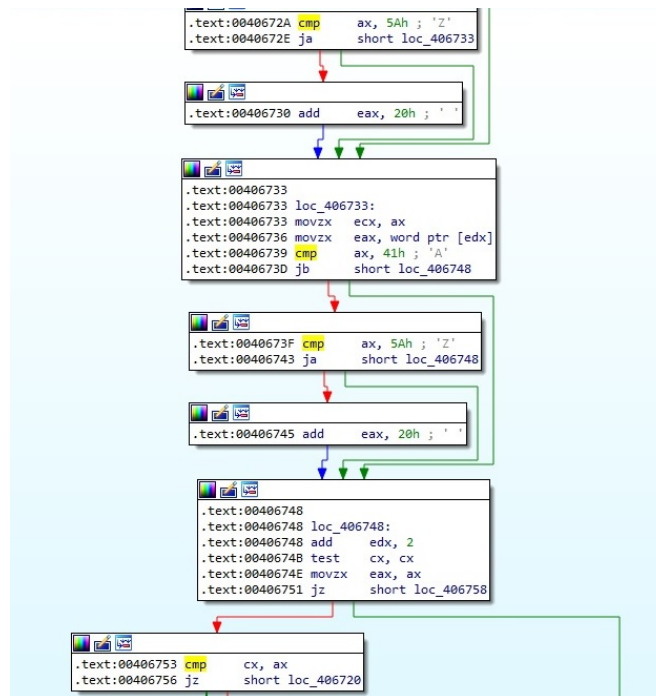 .text:0040672A cmp ax, 5Ah ; 'Z'
.text:0040672E ja short loc_406733
.text:00406730 add eax, 20h ; ' '
.text:00406733
.text:00406733 loc_406733:
.text:00406733 movzx ecx, ax
.text:00406736 movzx eax, word ptr [edx]
.text:00406739 cmp ax, 41h ; 'A'
.text:0040673D jb short loc_406748
.text:0040673F cmp ax, 5Ah ; 'Z'
.text:00406743 ja short loc_406748
.text:00406745 add eax, 20h ; ' '
.text:00406748
.text:00406748 loc_406748:
.text:00406748 add edx, 2
.text:0040674B test cx, cx
.text:0040674E movzx eax, ax
.text:00406751 jz short loc_406758
.text:00406753 cmp cx, ax
.text:00406756 jz short loc_406720